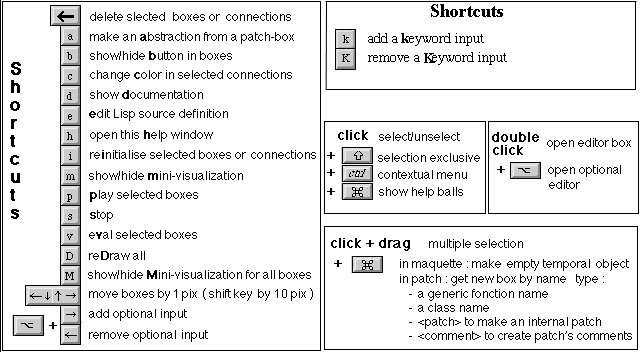 Shortcuts
← delete slected boxes or connections
a make an abstraction from a patch-box
b show/hide button in boxes
c change color in selected connections
d show documentation
e edit Lisp source definition
h open this help window
i reinitialise selected boxes or connections
m show/hide mini-visualization
p play selected boxes
s stop
v eval selected boxes
D reDraw all
M show/hide Mini-visualization for all boxes
←↓↑→ move boxes by 1 pix ( shift key by 10 pix )
⌥ + → add optional input
← remove optional input
Shortcuts
k add a keyword input
K remove a Keyword input
click select/unselect
+ ⇧ selection exclusive
+ ctrl contextual menu
+ ⌘ show help balls
double click open editor box
+ ⌥ open optional
editor
click + drag multiple selection
+ ⌘ in maquette : make empty temporal object
in patch : get new box by name type :
- a generic fonction name
- a class name
- <patch> to make an internal patch
- <comment> to create patch's comments